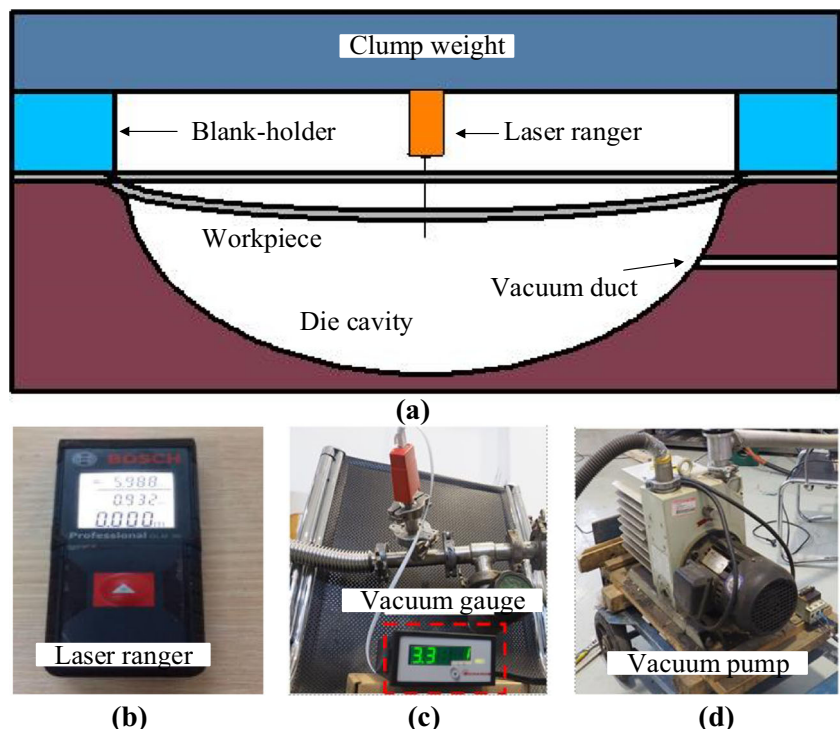 Clump weight
Blank-holder
Laser ranger
Workpiece
Vacuum duct
Die cavity
(a)
BOSCH
5.988
0.932
0.000m
Professional
Laser ranger
(b)
Vacuum gauge
3.3
1
(c)
Vacuum pump
(d)